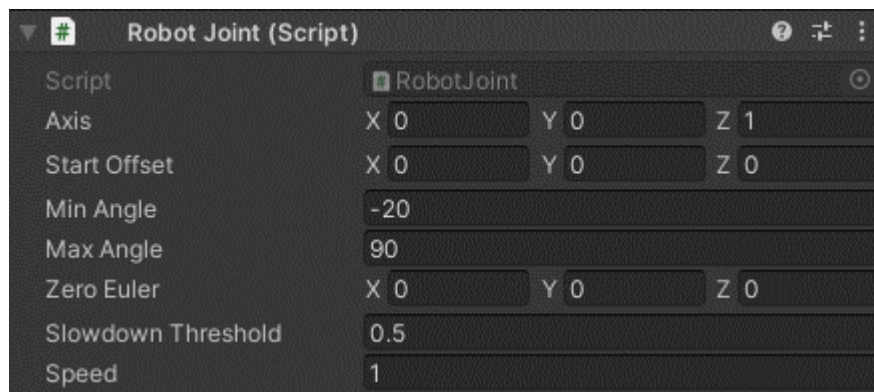 # Robot Joint (Script)
Script # RobotJoint
Axis X 0 Y 0 Z 1
Start Offset X 0 Y 0 Z 0
Min Angle -20
Max Angle 90
Zero Euler X 0 Y 0 Z 0
Slowdown Threshold 0.5
Speed 1